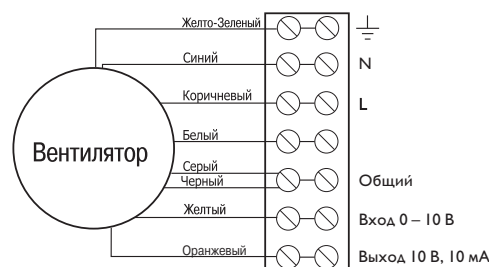 Желто-Зеленый
Синий N
Коричневый L
Белый
Вентилятор
Серый
Черный Общий
Желтый Вход 0 – 10 В
Оранжевый Выход 10 В, 10 мА